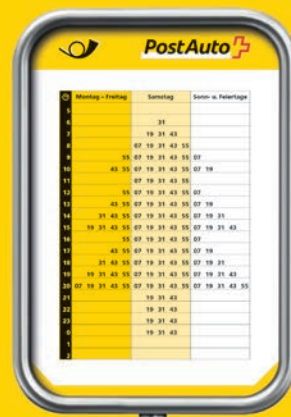 PostAuto
Montag – Freitag Samstag Sonn- u. Feiertage
5
6 31
7 19 31 43
8 07 19 31 43 55
9 55 07 19 31 43 55 07
10 43 55 07 19 31 43 55 07 19
11 07 19 31 43 55
12 55 07 19 31 43 55 07
13 43 55 07 19 31 43 55 07 19
14 31 43 55 07 19 31 43 55 07 19 31
15 19 31 43 55 07 19 31 43 55 07 19 31 43
16 55 07 19 31 43 55 07
17 43 55 07 19 31 43 55 07 19
18 31 43 55 07 19 31 43 55 07 19 31
19 19 31 43 55 07 19 31 43 55 07 19 31 43
20 07 19 31 43 55 07 19 31 43 55 07 19 31 43 55
21 19 31 43
22 19 31 43
23 19 31 43
0 19 31 43
1
2